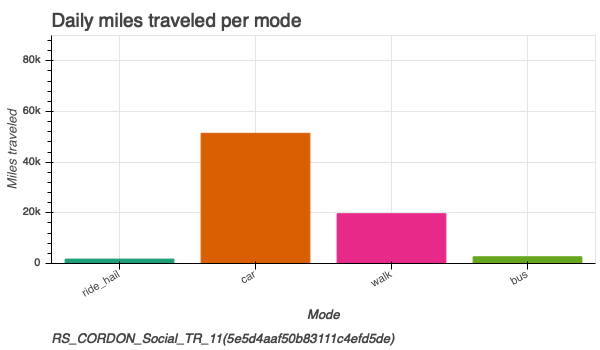 Daily miles traveled per mode
80k
60k
40k
20k
0
Miles traveled
ride_hail
car
walk
bus
Mode
RS_CORDON_Social_TR_11(5e5d4aaf50b83111c4efd5de)